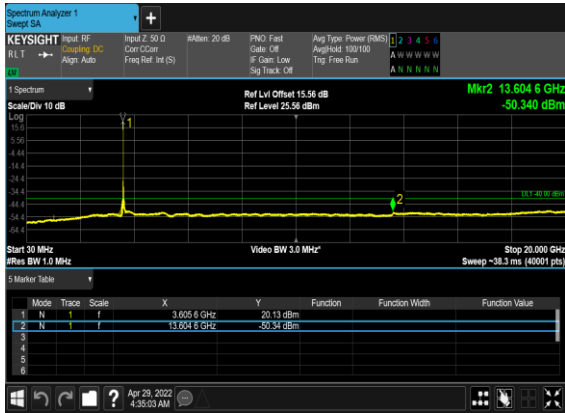 Spectrum Analyzer 1
Swept SA
+
KEYSIGHT Input: RF Input Z: 50 Ω #Atten: 20 dB PNO: Fast Avg Type: Power (RMS) 1 2 3 4 5 6
RLT Coupling: DC Corr CCorr Gate: Off Avg|Hold: 100/100 A W W W W W
Align: Auto Freq Ref: Int (S) IF Gain: Low Trig: Free Run
LXI Sig Track: Off A N N N N N
1 Spectrum Ref Lvl Offset 15.56 dB Mkr2 13.604 6 GHz
Scale/Div 10 dB Ref Level 25.56 dBm -50.340 dBm
Log
15.6
5.56
-4.44
-14.4
-24.4
-34.4
-44.4
-54.4
-64.4
1
2
DL1 -40.00 dBm
Start 30 MHz Video BW 3.0 MHz* Stop 20.000 GHz
#Res BW 1.0 MHz Sweep ~38.3 ms (40001 pts)
5 Marker Table
Mode Trace Scale X Y Function Function Width Function Value
1 N 1 f 3.605 6 GHz 20.13 dBm
2 N 1 f 13.604 6 GHz -50.34 dBm
3
4
5
6
? Apr 29, 2022
4:35:03 AM